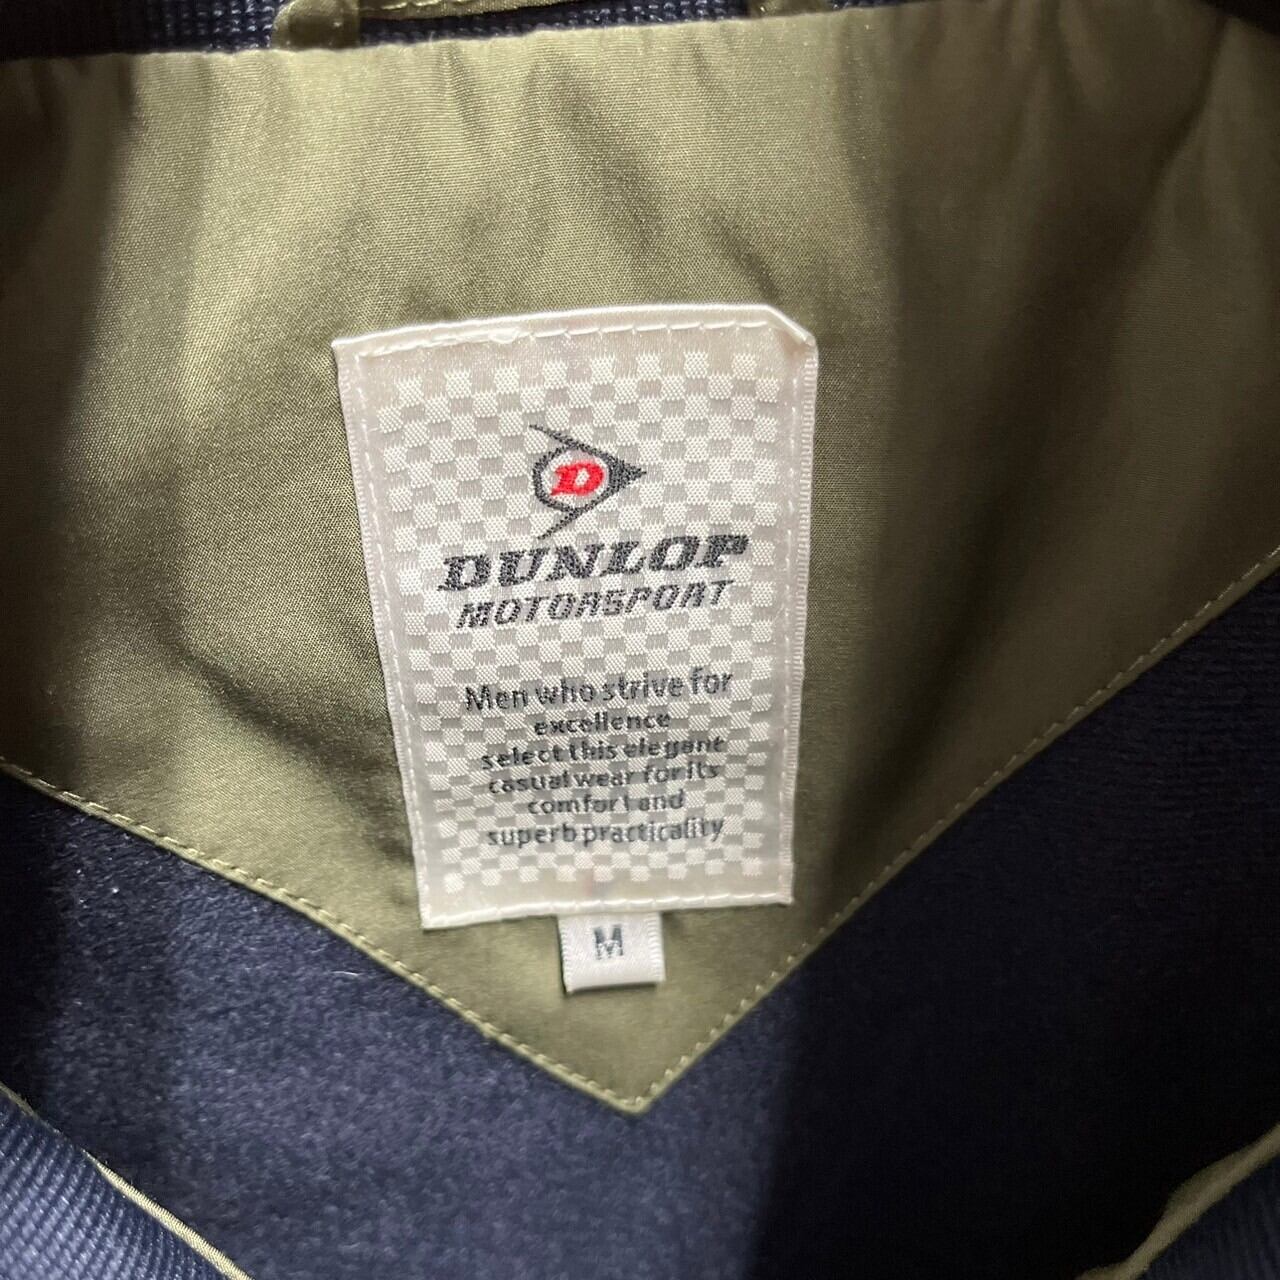 D
DUNLOP
MOTORSPORT
Men who strive for
excellence
select this elegant
casual wear for its
comfort and
superb practicality
M